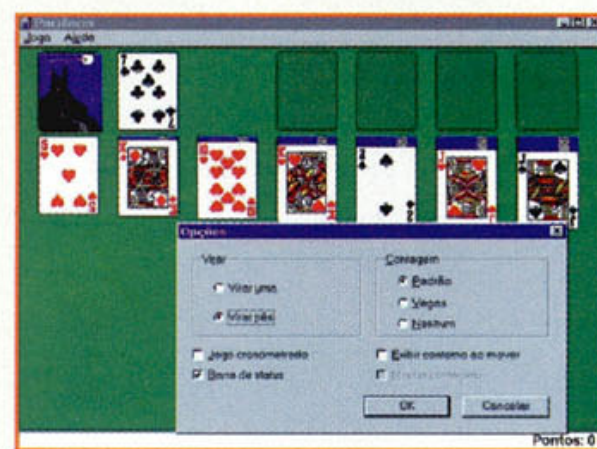 Paciência
Jogo Ajuda
Opções
Virar
Virar uma
Virar três
Contagem
Padrão
Vegas
Nenhum
Jogo cronometrado
Barra de status
Exibir contorno ao mover
OK
Cancelar
Pontos: 0